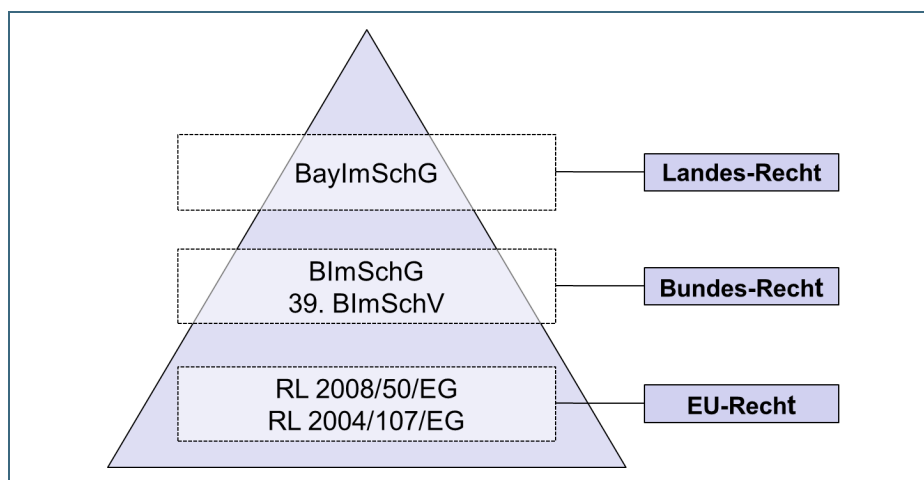 BayImSchG
Landes-Recht
BImSchG
39. BImSchV
Bundes-Recht
RL 2008/50/EG
RL 2004/107/EG
EU-Recht